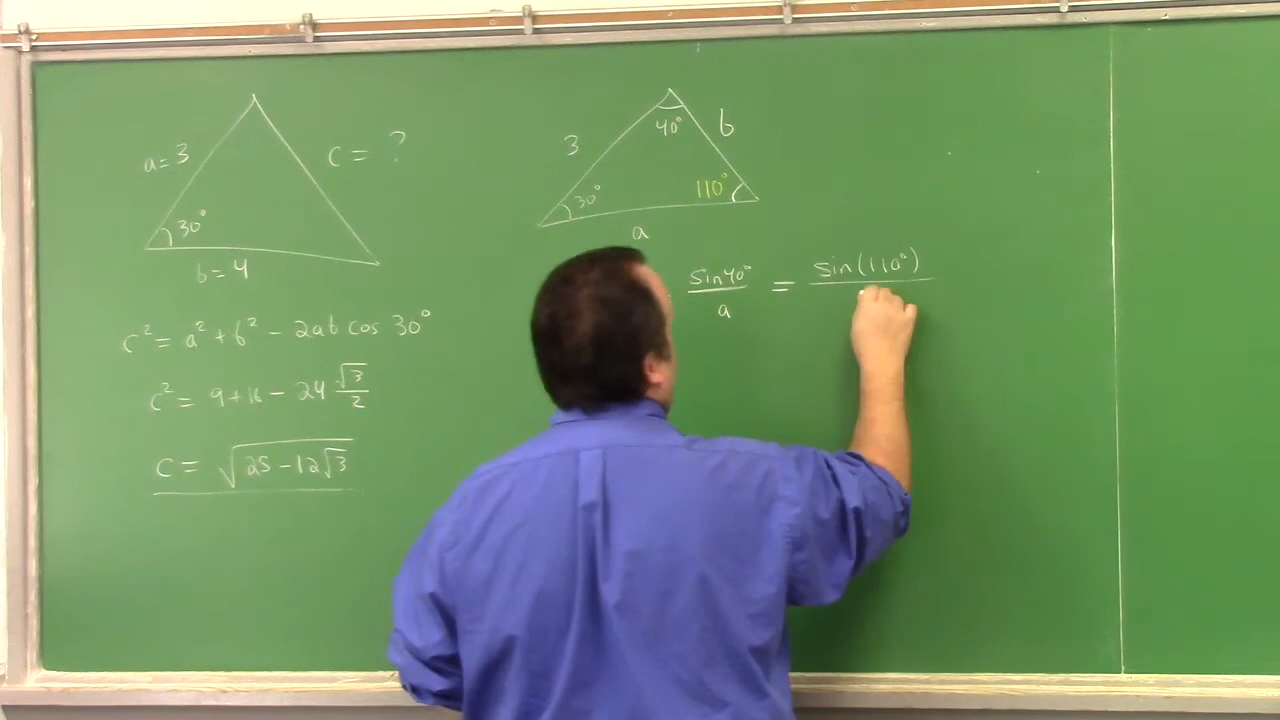 a = 3
c = ?
30°
b = 4
c² = a² + b² - 2ab cos 30°
c² = 9 + 16 - 24 √3/2
c = √(25 - 12√3)
3
40°
b
30°
110°
a
sin40°/a = sin(110°)